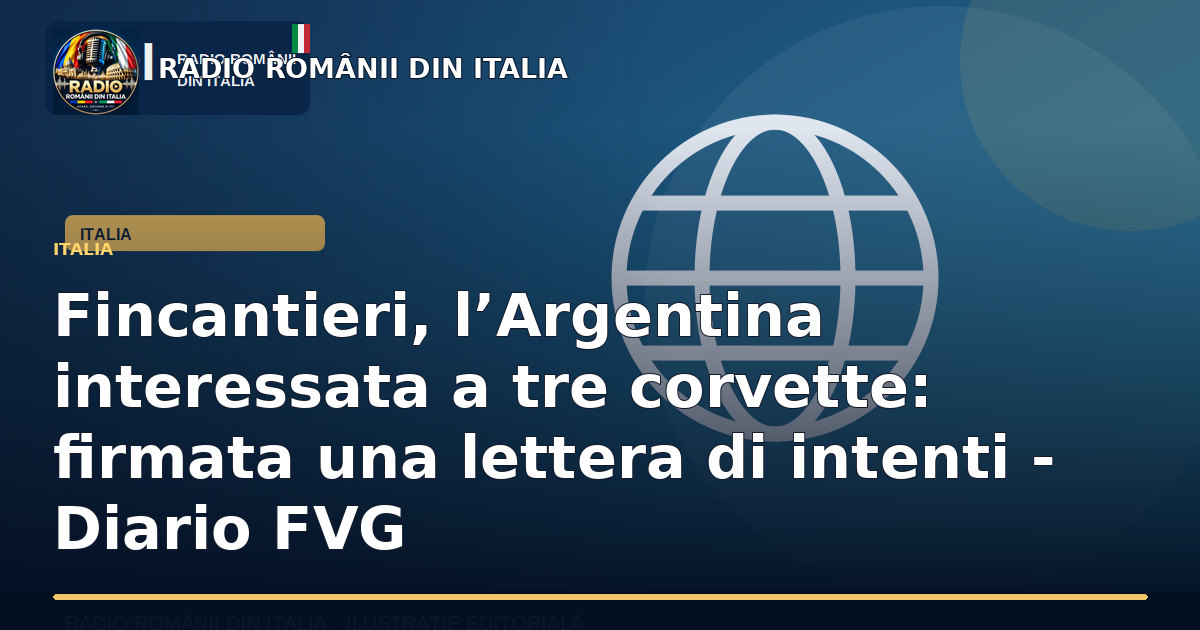 RADIO
ROMÂNII DIN ITALIA
RADIO ROMÂNII
DIN ITALIA
RADIO ROMÂNII DIN ITALIA
ITALIA
ITALIA
Fincantieri, l’Argentina
interessata a tre corvette:
firmata una lettera di intenti -
Diario FVG
RADIO ROMÂNII DIN ITALIA · ILUSTRAȚIE EDITORIALĂ